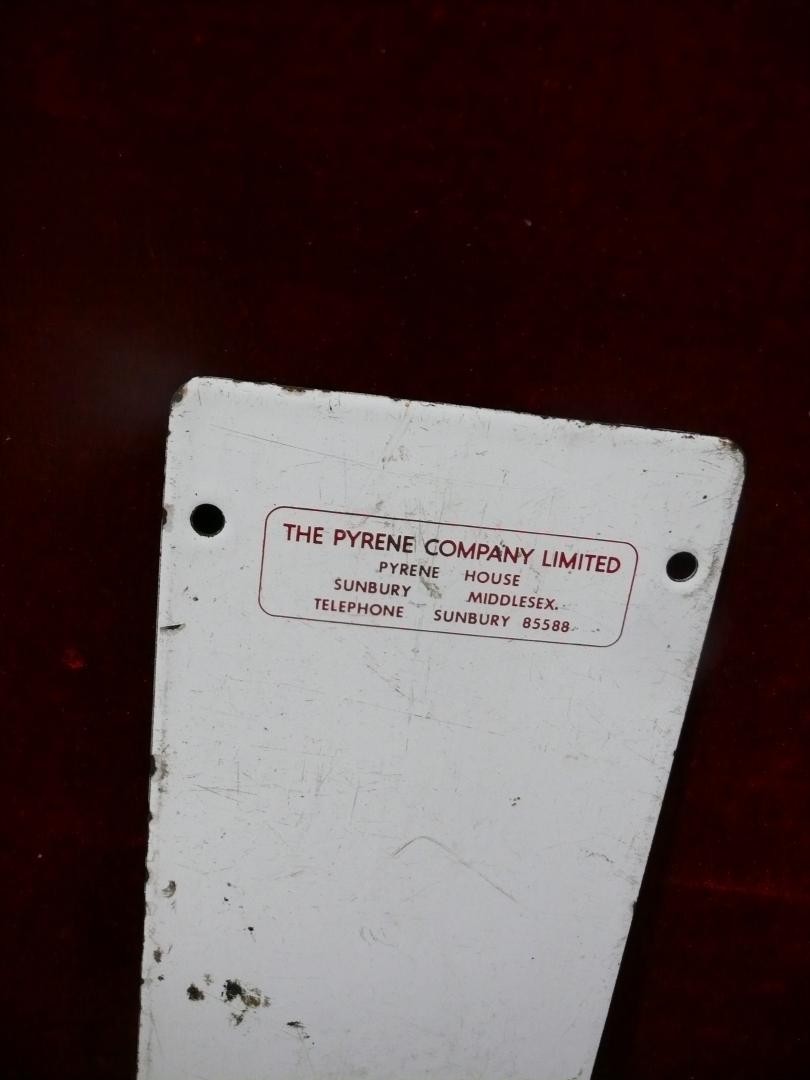 THE PYRENE COMPANY LIMITED
PYRENE HOUSE
SUNBURY MIDDLESEX.
TELEPHONE SUNBURY 85588